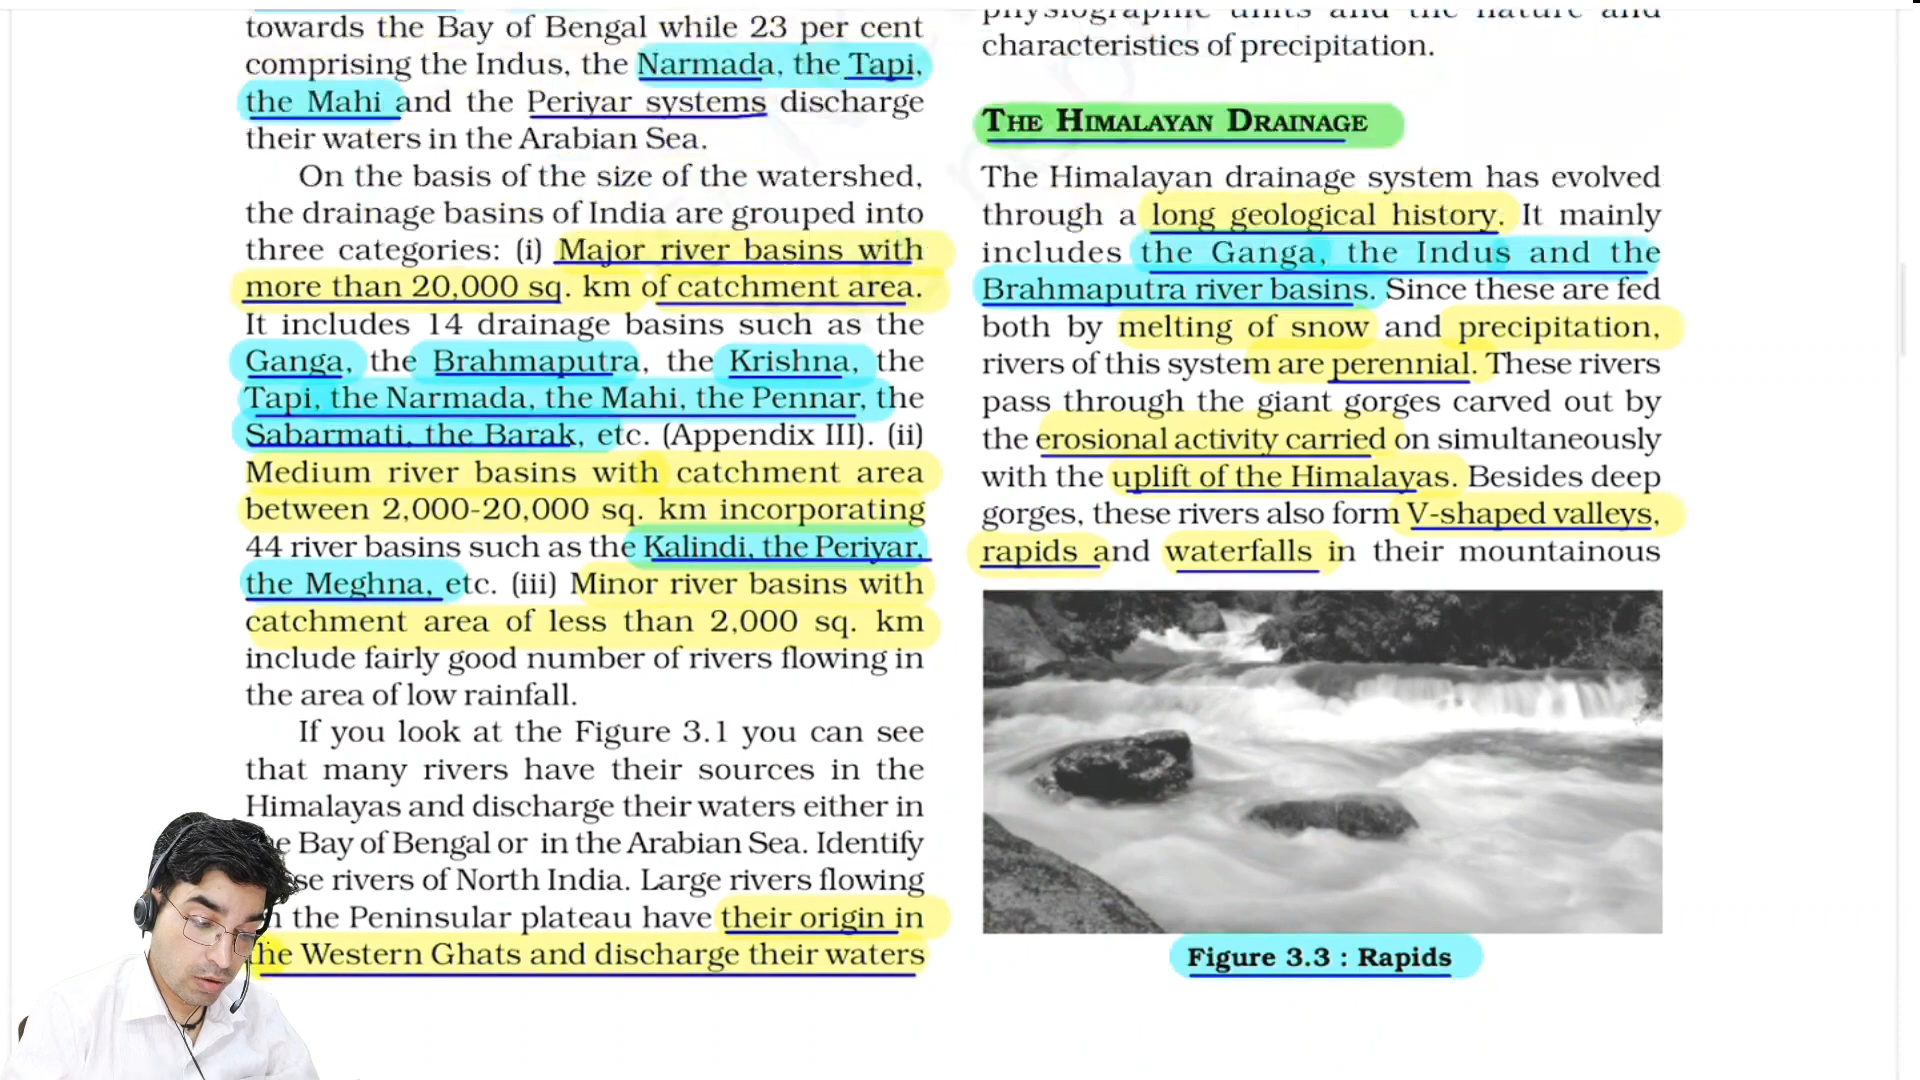 towards the Bay of Bengal while 23 per cent
comprising the Indus, the Narmada, the Tapi,
the Mahi and the Periyar systems discharge
their waters in the Arabian Sea.
On the basis of the size of the watershed,
the drainage basins of India are grouped into
three categories: (i) Major river basins with
more than 20,000 sq. km of catchment area.
It includes 14 drainage basins such as the
Ganga, the Brahmaputra, the Krishna, the
Tapi, the Narmada, the Mahi, the Pennar, the
Sabarmati, the Barak, etc. (Appendix III). (ii)
Medium river basins with catchment area
between 2,000-20,000 sq. km incorporating
44 river basins such as the Kalindi, the Periyar,
the Meghna, etc. (iii) Minor river basins with
catchment area of less than 2,000 sq. km
include fairly good number of rivers flowing in
the area of low rainfall.
If you look at the Figure 3.1 you can see
that many rivers have their sources in the
Himalayas and discharge their waters either in
Bay of Bengal or in the Arabian Sea. Identify
rivers of North India. Large rivers flowing
the Peninsular plateau have their origin in
the Western Ghats and discharge their waters
physiographic units and the nature and
characteristics of precipitation.
THE HIMALAYAN DRAINAGE
The Himalayan drainage system has evolved
through a long geological history. It mainly
includes the Ganga, the Indus and the
Brahmaputra river basins. Since these are fed
both by melting of snow and precipitation,
rivers of this system are perennial. These rivers
pass through the giant gorges carved out by
the erosional activity carried on simultaneously
with the uplift of the Himalayas. Besides deep
gorges, these rivers also form V-shaped valleys,
rapids and waterfalls in their mountainous
Figure 3.3 : Rapids